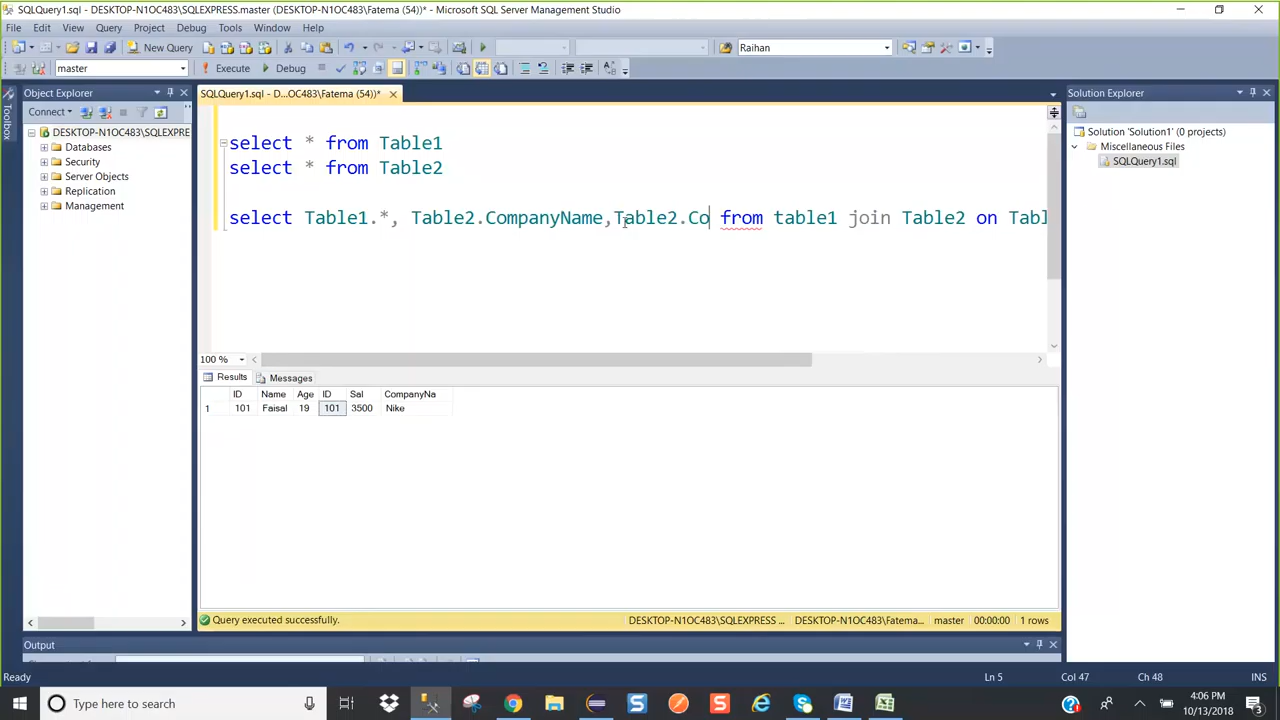 SQLQuery1.sql - DESKTOP-N1OC483\SQLEXPRESS.master (DESKTOP-N1OC483\Fatema (54))* - Microsoft SQL Server Management Studio
File Edit View Query Project Debug Tools Window Help
New Query Raihan
master Execute Debug
Toolbox
Object Explorer
Connect
DESKTOP-N1OC483\SQLEXPRE
Databases
Security
Server Objects
Replication
Management
SQLQuery1.sql - D...OC483\Fatema (54))*
select * from Table1
select * from Table2
select Table1.*, Table2.CompanyName,Table2.Co from table1 join Table2 on Tabl
100 %
Results Messages
ID Name Age ID Sal CompanyNa
1 101 Faisal 19 101 3500 Nike
Query executed successfully. DESKTOP-N1OC483\SQLEXPRESS ... DESKTOP-N1OC483\Fatema... master 00:00:00 1 rows
Solution Explorer
Solution 'Solution1' (0 projects)
Miscellaneous Files
SQLQuery1.sql
Output
Ready Ln 5 Col 47 Ch 48 INS
Type here to search
4:06 PM
10/13/2018
3